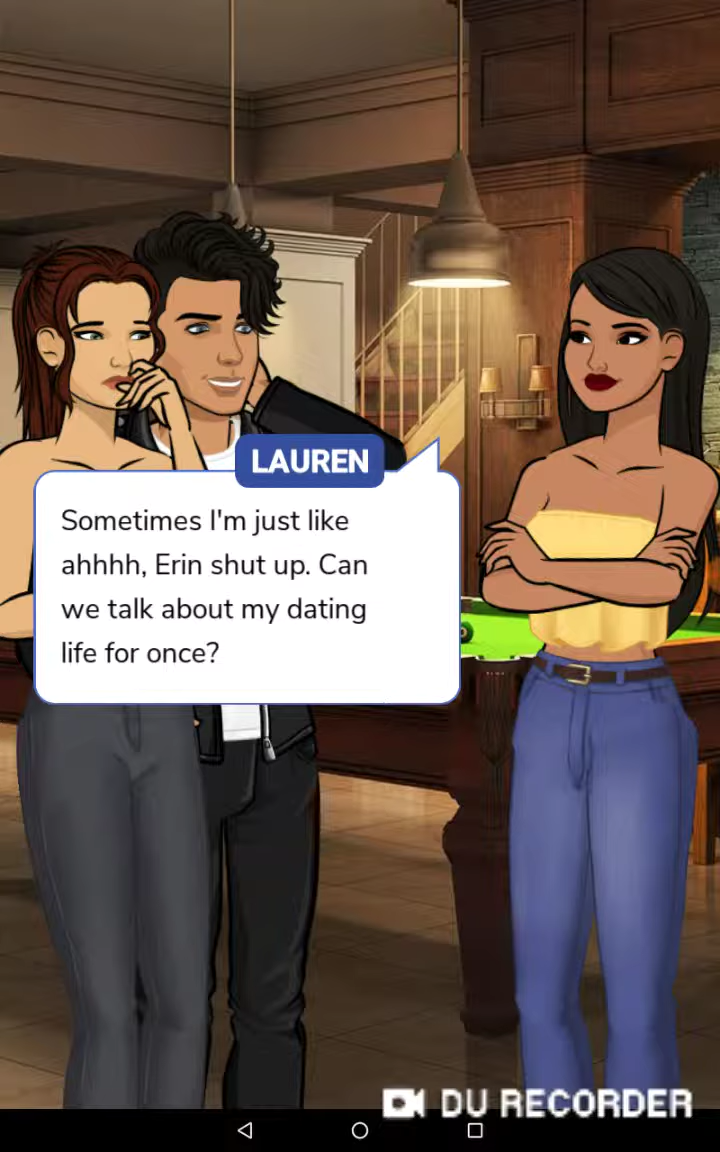 LAUREN
Sometimes I'm just like
ahhhh, Erin shut up. Can
we talk about my dating
life for once?
DU RECORDER